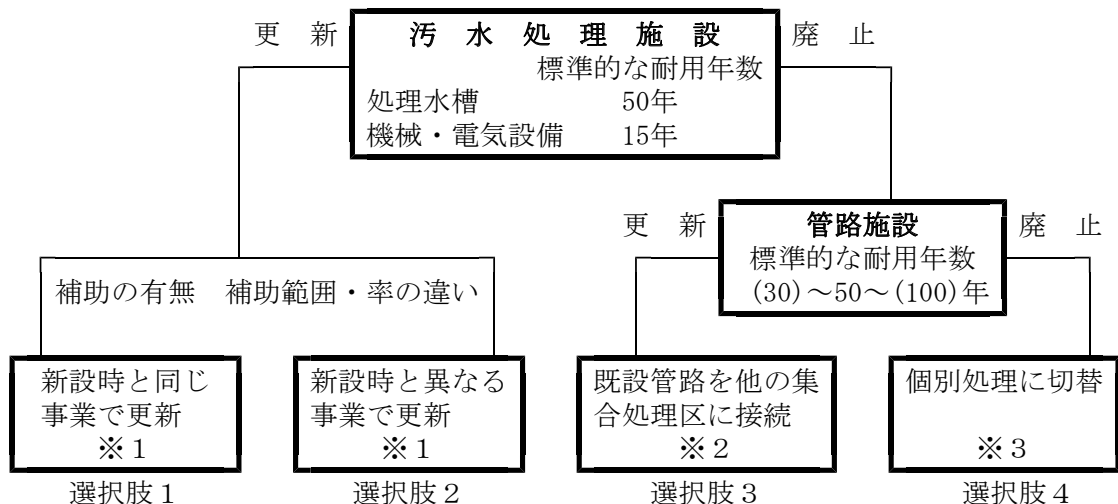 更　新
汚　水　処　理　施　設
廃　止
標準的な耐用年数
処理水槽　50年
機械・電気設備　15年
更　新
管路施設
廃　止
標準的な耐用年数
(30)～50～(100)年
補助の有無　補助範囲・率の違い
新設時と同じ
事業で更新
※１
新設時と異なる
事業で更新
※１
既設管路を他の集
合処理区に接続
※２
個別処理に切替
※３
選択肢１
選択肢２
選択肢３
選択肢４